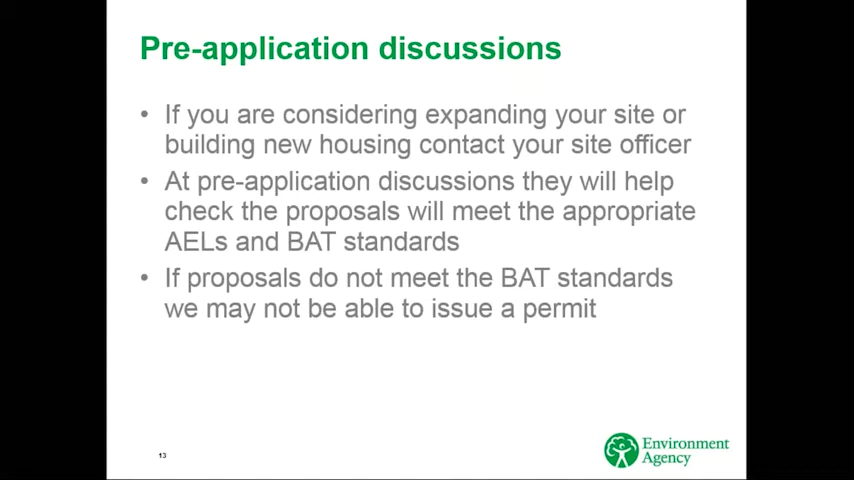 Pre-application discussions
• If you are considering expanding your site or
building new housing contact your site officer
• At pre-application discussions they will help
check the proposals will meet the appropriate
AELs and BAT standards
• If proposals do not meet the BAT standards
we may not be able to issue a permit
13
Environment
Agency